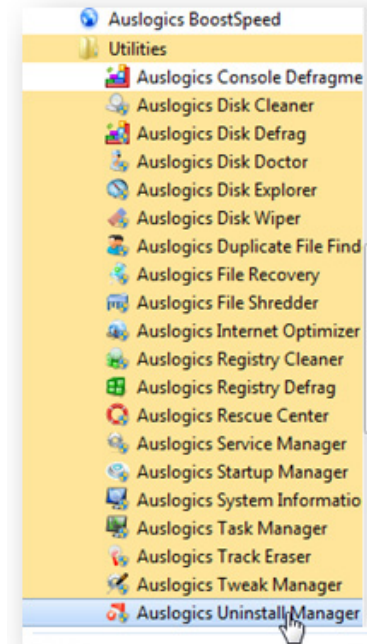 Auslogics BoostSpeed
Utilities
Auslogics Console Defragme
Auslogics Disk Cleaner
Auslogics Disk Defrag
Auslogics Disk Doctor
Auslogics Disk Explorer
Auslogics Disk Wiper
Auslogics Duplicate File Find
Auslogics File Recovery
Auslogics File Shredder
Auslogics Internet Optimizer
Auslogics Registry Cleaner
Auslogics Registry Defrag
Auslogics Rescue Center
Auslogics Service Manager
Auslogics Startup Manager
Auslogics System Informatio
Auslogics Task Manager
Auslogics Track Eraser
Auslogics Tweak Manager
Auslogics Uninstall Manager